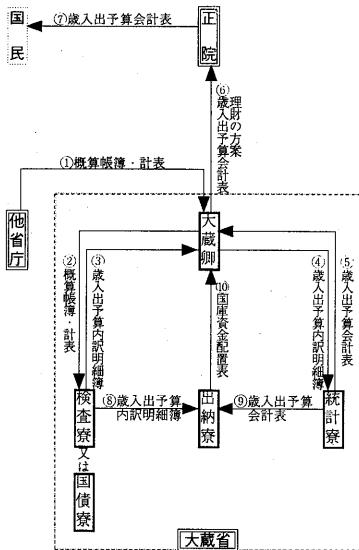 国民
⑦歳入出予算会計表
正院
⑥理財の方案
歳入出予算会計表
①概算帳簿・計表
他省庁
大蔵卿
②概算帳簿・計表
③歳入出予算内訳明細簿
⑩国庫資金配置表
④歳入出予算内訳明細簿
⑤歳入出予算会計表
検査寮
又は
国債寮
⑧歳入出予算
内訳明細簿
出納寮
⑨歳入出予算
会計表
統計寮
大蔵省